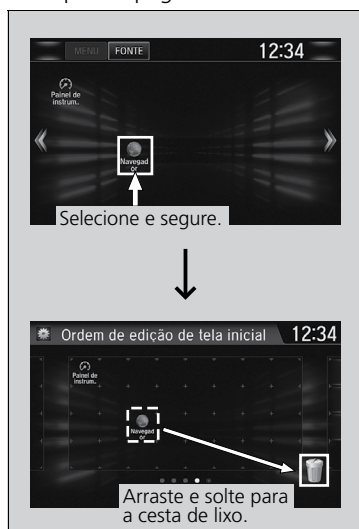 MENU FONTE 12:34
Painel de
instrum.
Navegad
or
Selecione e segure.
Ordem de edição de tela inicial 12:34
Painel de
instrum.
Navegad
or
Arraste e solte para
a cesta de lixo.